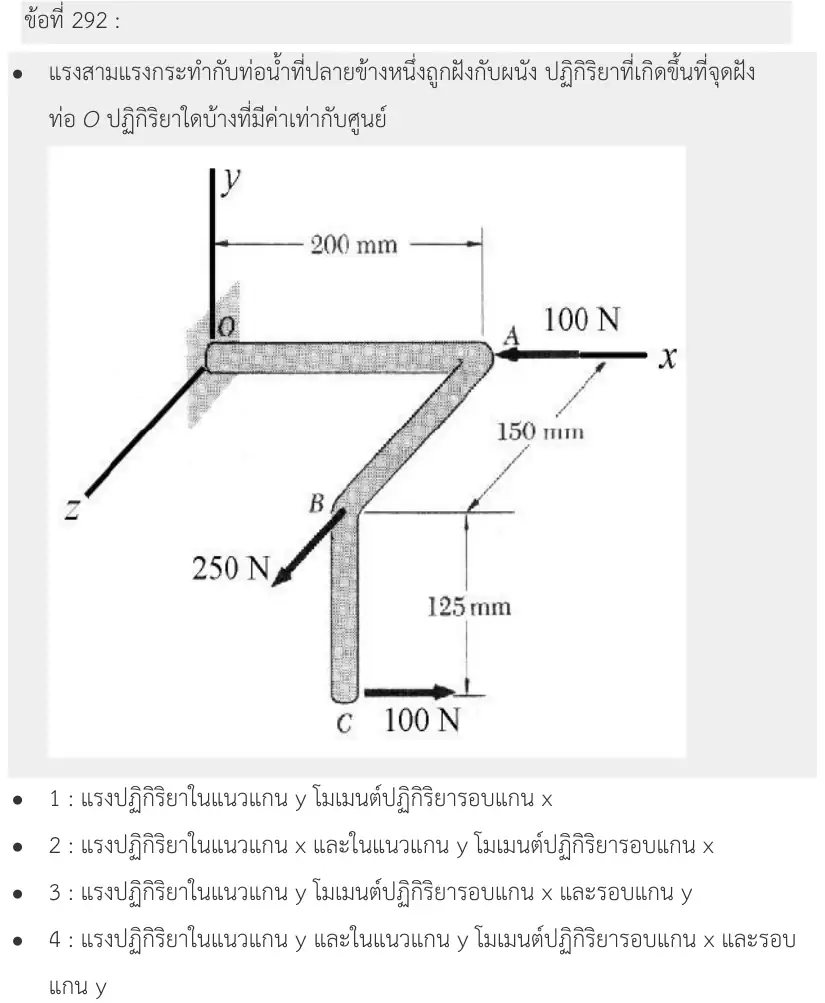 ข้อที่ 292 :
• แรงสามแรงกระทำกับท่อน้ำที่ปลายข้างหนึ่งถูกฝังกับผนัง ปฏิกิริยาที่เกิดขึ้นที่จุดฝัง
ท่อ O ปฏิกิริยาใดบ้างที่มีค่าเท่ากับศูนย์
y
200 mm
O
A
100 N
x
150 mm
z
B
250 N
125 mm
C
100 N
• 1 : แรงปฏิกิริยาในแนวแกน y โมเมนต์ปฏิกิริยารอบแกน x
• 2 : แรงปฏิกิริยาในแนวแกน x และในแนวแกน y โมเมนต์ปฏิกิริยารอบแกน x
• 3 : แรงปฏิกิริยาในแนวแกน y โมเมนต์ปฏิกิริยารอบแกน x และรอบแกน y
• 4 : แรงปฏิกิริยาในแนวแกน y และในแนวแกน y โมเมนต์ปฏิกิริยารอบแกน x และรอบ
แกน y